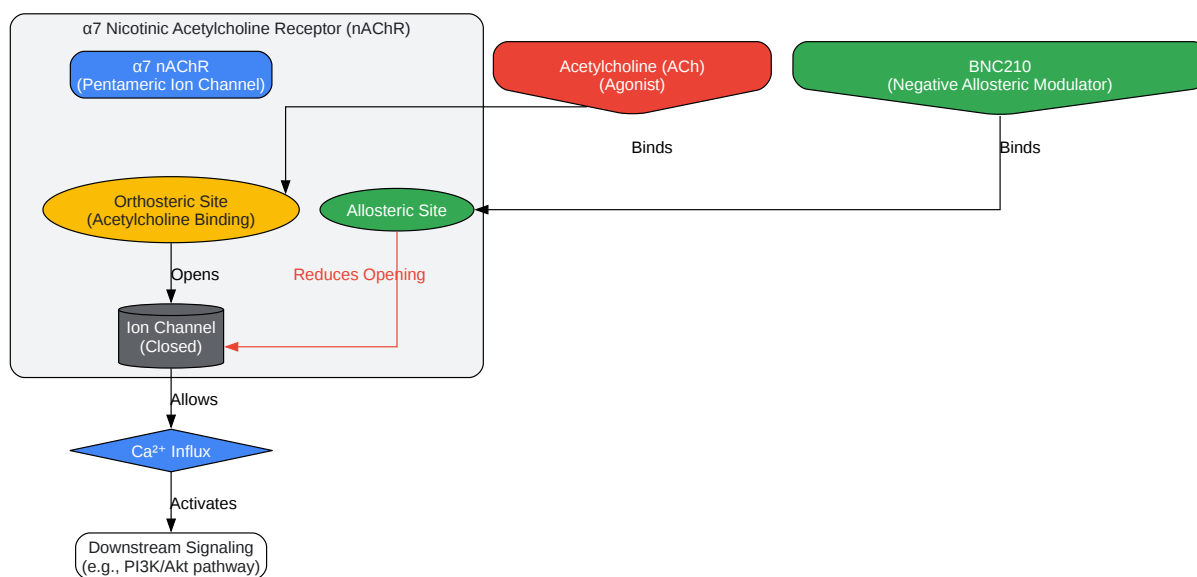 α7 Nicotinic Acetylcholine Receptor (nAChR)
α7 nAChR
(Pentameric Ion Channel)
Acetylcholine (ACh)
(Agonist)
BNC210
(Negative Allosteric Modulator)
Binds
Binds
Orthosteric Site
(Acetylcholine Binding)
Allosteric Site
Opens
Reduces Opening
Ion Channel
(Closed)
Allows
Ca²⁺ Influx
Activates
Downstream Signaling
(e.g., PI3K/Akt pathway)